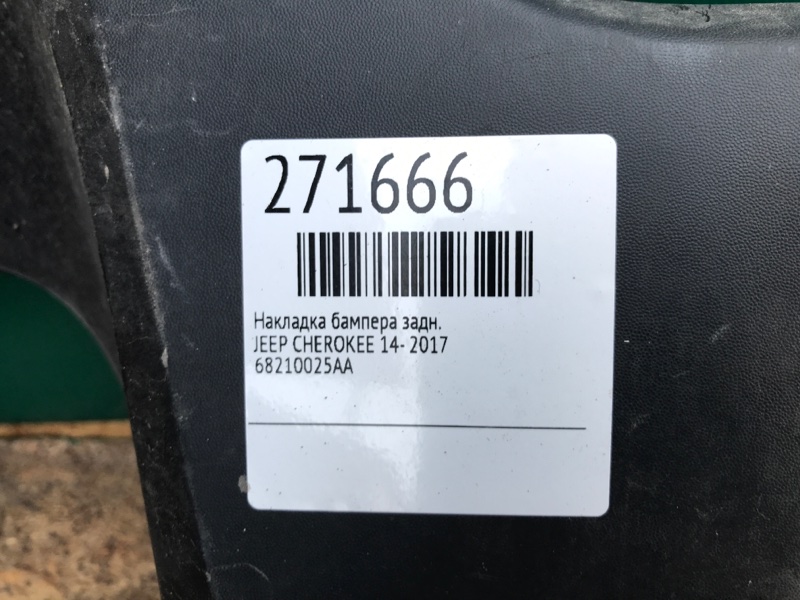 271666
Накладка бампера задн.
JEEP CHEROKEE 14- 2017
68210025AA